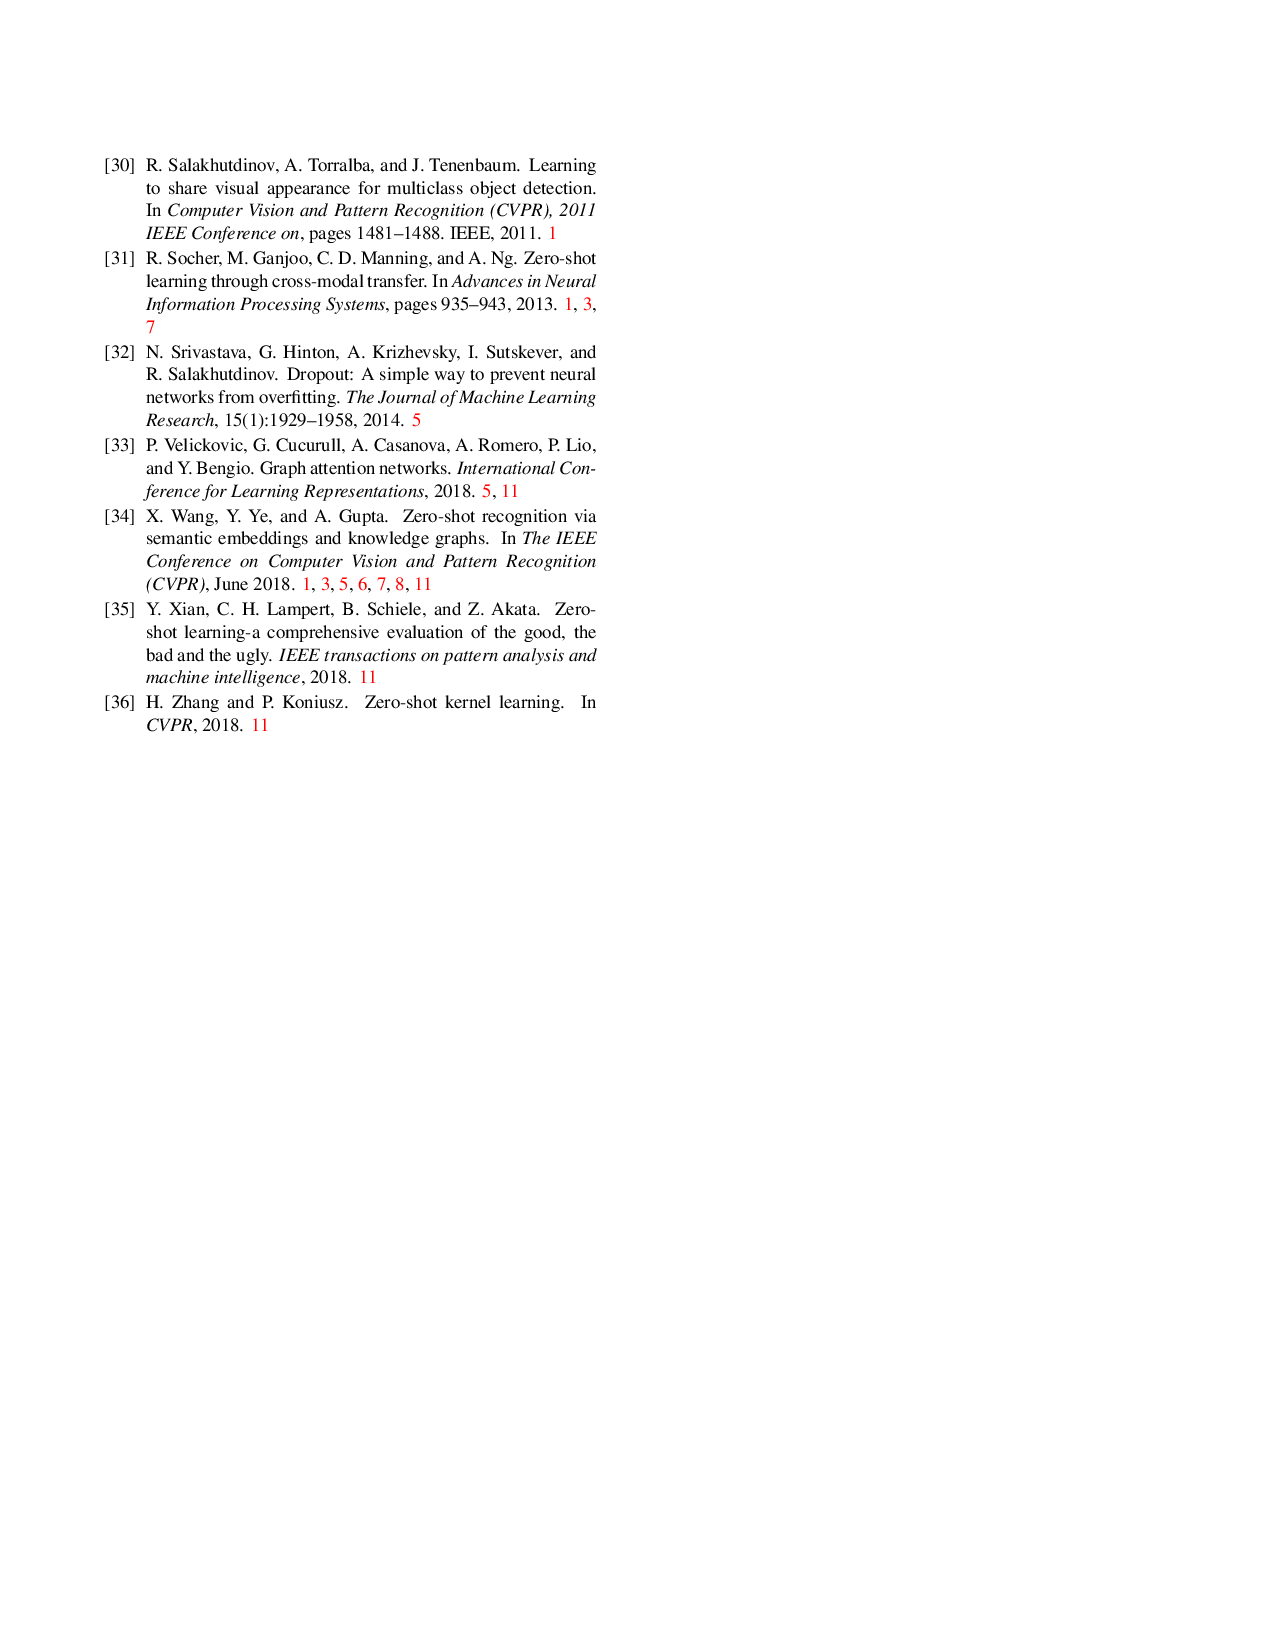 [30] R. Salakhutdinov, A. Torralba, and J. Tenenbaum. Learning
to share visual appearance for multiclass object detection.
In Computer Vision and Pattern Recognition (CVPR), 2011
IEEE Conference on, pages 1481–1488. IEEE, 2011. 1
[31] R. Socher, M. Ganjoo, C. D. Manning, and A. Ng. Zero-shot
learning through cross-modal transfer. In Advances in Neural
Information Processing Systems, pages 935–943, 2013. 1, 3,
7
[32] N. Srivastava, G. Hinton, A. Krizhevsky, I. Sutskever, and
R. Salakhutdinov. Dropout: A simple way to prevent neural
networks from overfitting. The Journal of Machine Learning
Research, 15(1):1929–1958, 2014. 5
[33] P. Velickovic, G. Cucurull, A. Casanova, A. Romero, P. Lio,
and Y. Bengio. Graph attention networks. International Con-
ference for Learning Representations, 2018. 5, 11
[34] X. Wang, Y. Ye, and A. Gupta. Zero-shot recognition via
semantic embeddings and knowledge graphs. In The IEEE
Conference on Computer Vision and Pattern Recognition
(CVPR), June 2018. 1, 3, 5, 6, 7, 8, 11
[35] Y. Xian, C. H. Lampert, B. Schiele, and Z. Akata. Zero-
shot learning-a comprehensive evaluation of the good, the
bad and the ugly. IEEE transactions on pattern analysis and
machine intelligence, 2018. 11
[36] H. Zhang and P. Koniusz. Zero-shot kernel learning. In
CVPR, 2018. 11